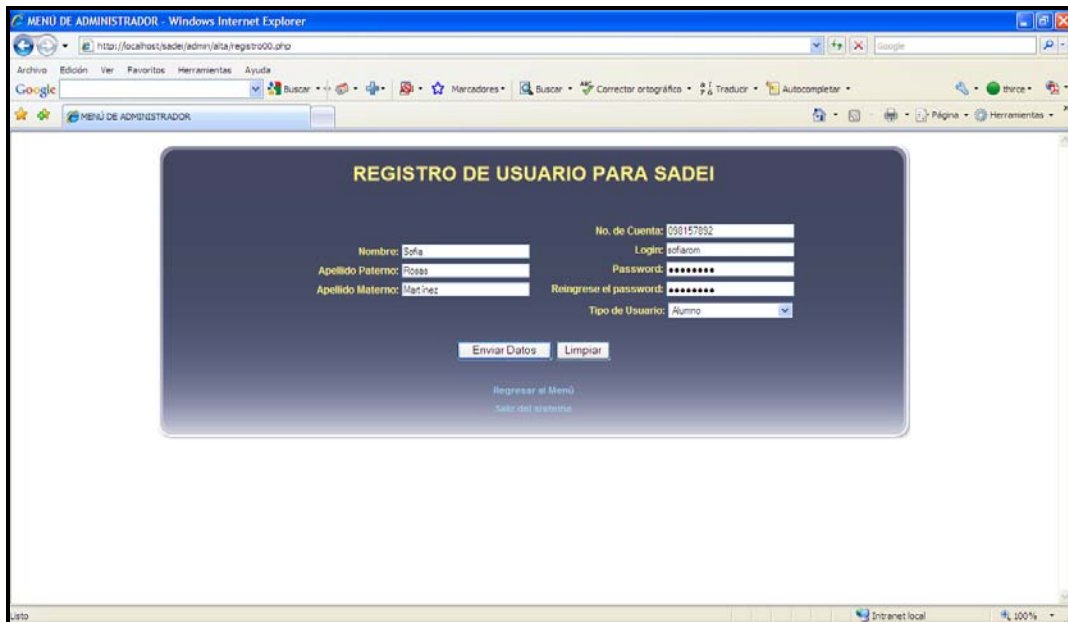 MENÚ DE ADMINISTRADOR - Windows Internet Explorer
http://localhost/sadei/admin/alta/registro00.php
Google
Archivo Edición Ver Favoritos Herramientas Ayuda
Google Buscar Marcadores Buscar Corrector ortográfico Traducir Autocompletar thirce
MENÚ DE ADMINISTRADOR Página Herramientas
REGISTRO DE USUARIO PARA SADEI
No. de Cuenta: 098157892
Nombre: Sofia
Login: sofiarom
Apellido Paterno: Rosas
Password: ●●●●●●●●
Apellido Materno: Martinez
Reingrese el password: ●●●●●●●●
Tipo de Usuario: Alumno
Enviar Datos Limpiar
Regresar al Menú
Salir del sistema
Listo Intranet local 100%